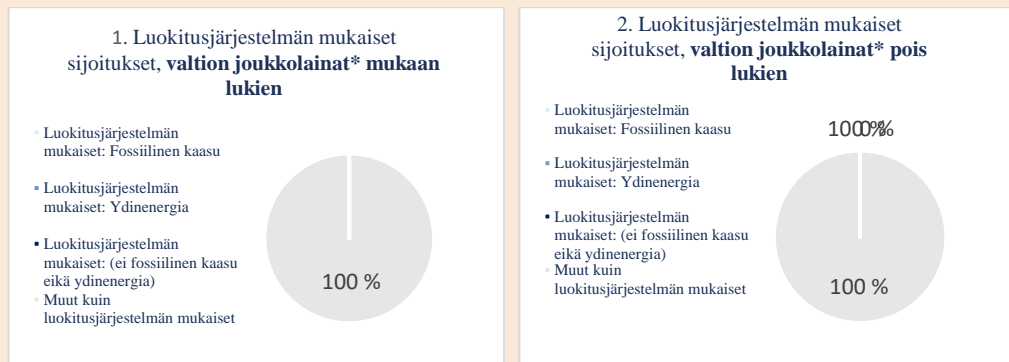 1. Luokitusjärjestelmän mukaiset
sijoitukset, valtion joukkolainat* mukaan
lukien
Luokitusjärjestelmän
mukaiset: Fossiilinen kaasu
Luokitusjärjestelmän
mukaiset: Ydinenergia
Luokitusjärjestelmän
mukaiset: (ei fossiilinen kaasu
eikä ydinenergia)
Muut kuin
luokitusjärjestelmän mukaiset
100 %
2. Luokitusjärjestelmän mukaiset
sijoitukset, valtion joukkolainat* pois
lukien
Luokitusjärjestelmän
mukaiset: Fossiilinen kaasu
Luokitusjärjestelmän
mukaiset: Ydinenergia
Luokitusjärjestelmän
mukaiset: (ei fossiilinen kaasu
eikä ydinenergia)
Muut kuin
luokitusjärjestelmän mukaiset
100 %